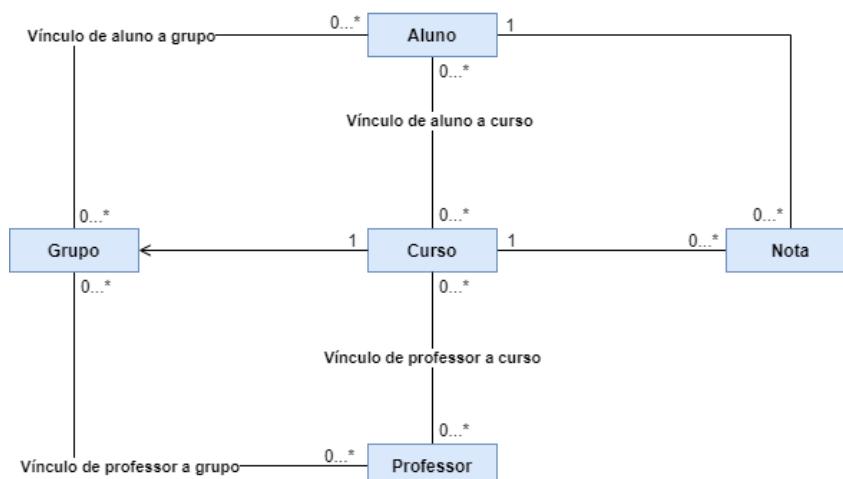 0...*
Aluno
1
Vínculo de aluno a grupo
0...*
Vínculo de aluno a curso
0...*
0...*
0...*
Grupo
1
Curso
1
0...*
Nota
0...*
0...*
Vínculo de professor a curso
0...*
Vínculo de professor a grupo
0...*
Professor